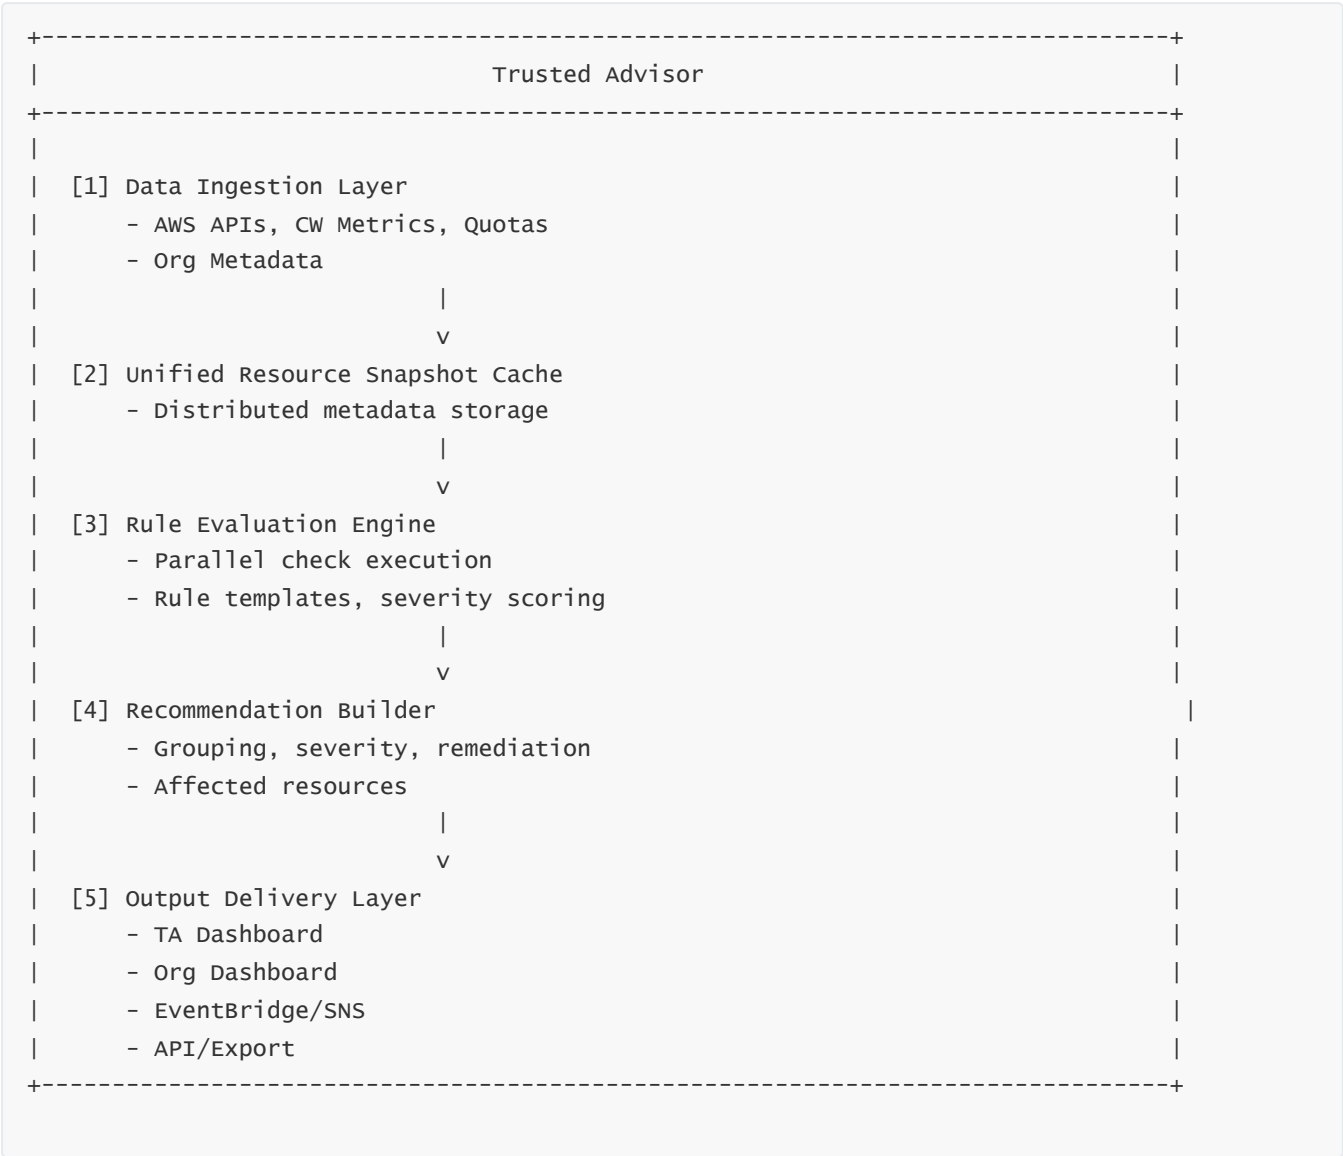 +--------------------------------------------------------------------------------+
|                                Trusted Advisor                                 |
+--------------------------------------------------------------------------------+
|                                                                                |
|  [1] Data Ingestion Layer                                                      |
|      - AWS APIs, CW Metrics, Quotas                                            |
|      - Org Metadata                                                            |
|                            |                                                   |
|                            v                                                   |
|  [2] Unified Resource Snapshot Cache                                           |
|      - Distributed metadata storage                                            |
|                            |                                                   |
|                            v                                                   |
|  [3] Rule Evaluation Engine                                                    |
|      - Parallel check execution                                                |
|      - Rule templates, severity scoring                                        |
|                            |                                                   |
|                            v                                                   |
|  [4] Recommendation Builder                                                     |
|      - Grouping, severity, remediation                                         |
|      - Affected resources                                                      |
|                            |                                                   |
|                            v                                                   |
|  [5] Output Delivery Layer                                                     |
|      - TA Dashboard                                                            |
|      - Org Dashboard                                                           |
|      - EventBridge/SNS                                                         |
|      - API/Export                                                              |
+--------------------------------------------------------------------------------+